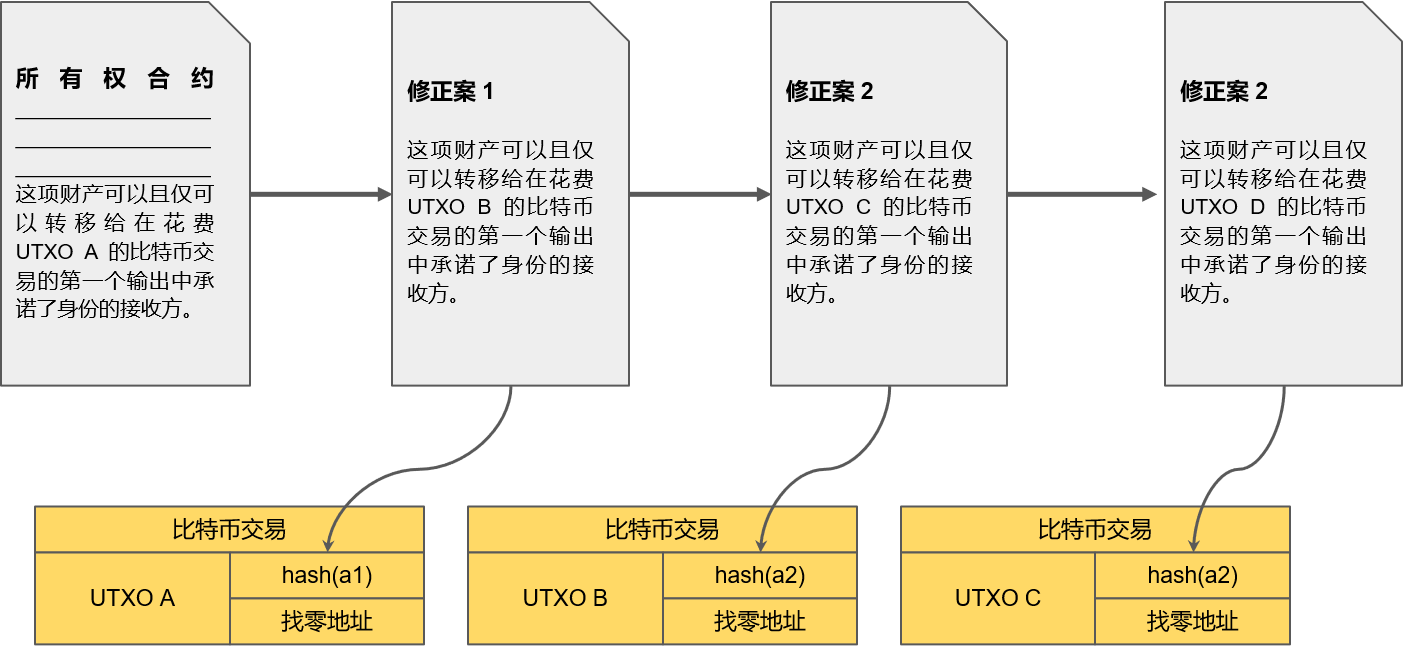 所有权合约
这项财产可以且仅可
以转移给在花费
UTXO A 的比特币交
易的第一个输出中承
诺了身份的接收方。
修正案 1
这项财产可以且仅
可以转移给在花费
UTXO B 的比特币
交易的第一个输出
中承诺了身份的接
收方。
修正案 2
这项财产可以且仅
可以转移给在花费
UTXO C 的比特币
交易的第一个输出
中承诺了身份的接
收方。
修正案 2
这项财产可以且仅
可以转移给在花费
UTXO D 的比特币
交易的第一个输出
中承诺了身份的接
收方。
比特币交易
UTXO A
hash(a1)
找零地址
比特币交易
UTXO B
hash(a2)
找零地址
比特币交易
UTXO C
hash(a2)
找零地址